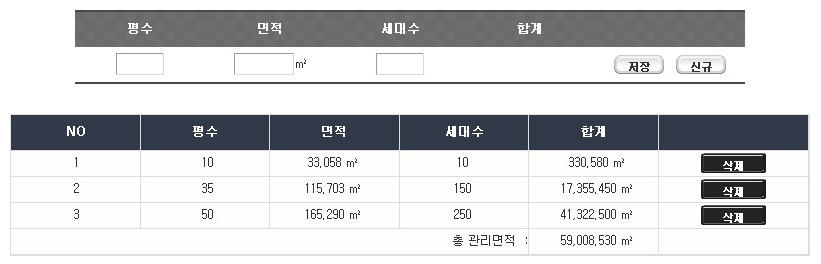 평수 면적 세대수 합계
㎡ 저장 신규
NO 평수 면적 세대수 합계
1 10 33,058 ㎡ 10 330,580 ㎡ 삭제
2 35 115,703 ㎡ 150 17,355,450 ㎡ 삭제
3 50 165,290 ㎡ 250 41,322,500 ㎡ 삭제
총 관리면적 : 59,008,530 ㎡